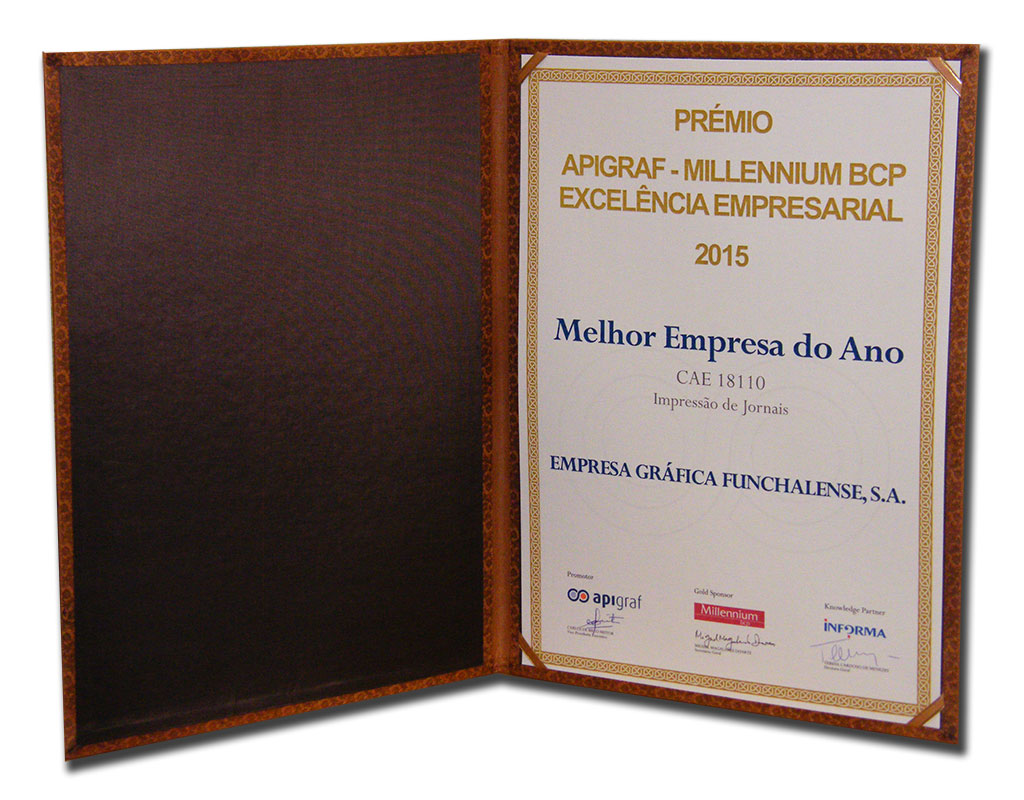 PRÉMIO
APIGRAF - MILLENNIUM BCP
EXCELÊNCIA EMPRESARIAL
2015
Melhor Empresa do Ano
CAE 18110
Impressão de Jornais
EMPRESA GRÁFICA FUNCHALENSE, S.A.
Promotor
apigraf
Gold Sponsor
Millennium
bcp
Knowledge Partner
INFORMA